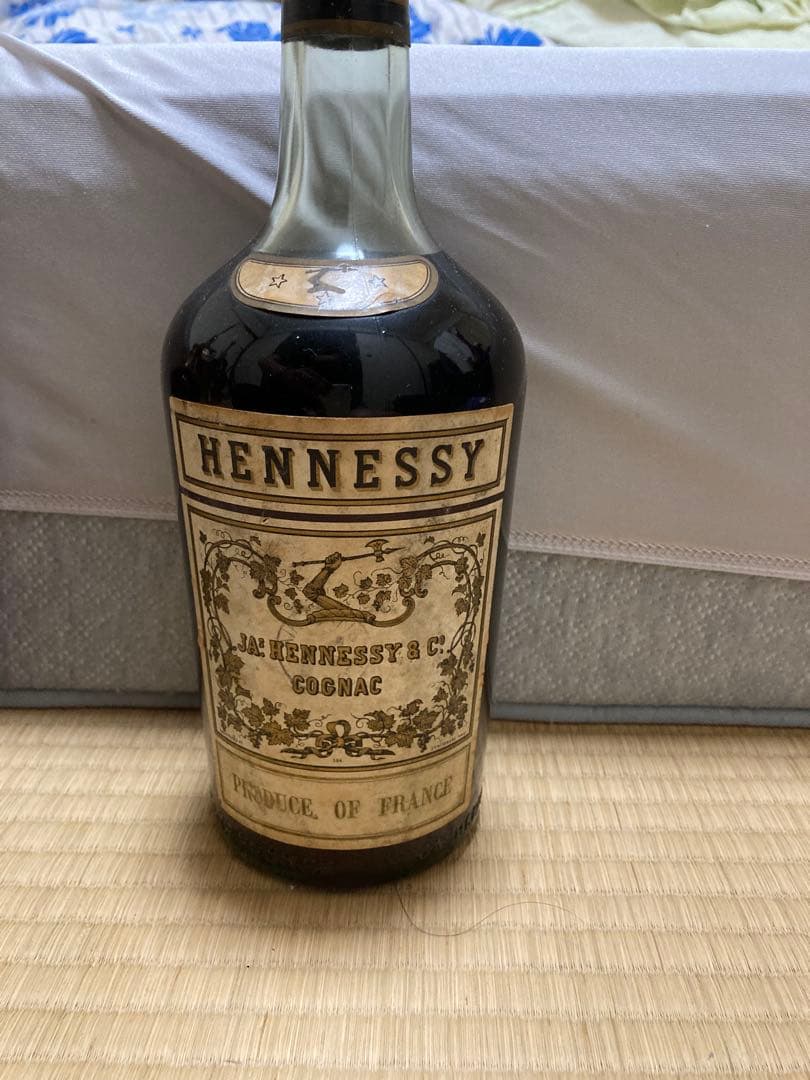 HENNESSY
JAS HENNESSY & Co.
COGNAC
PRODUCE OF FRANCE